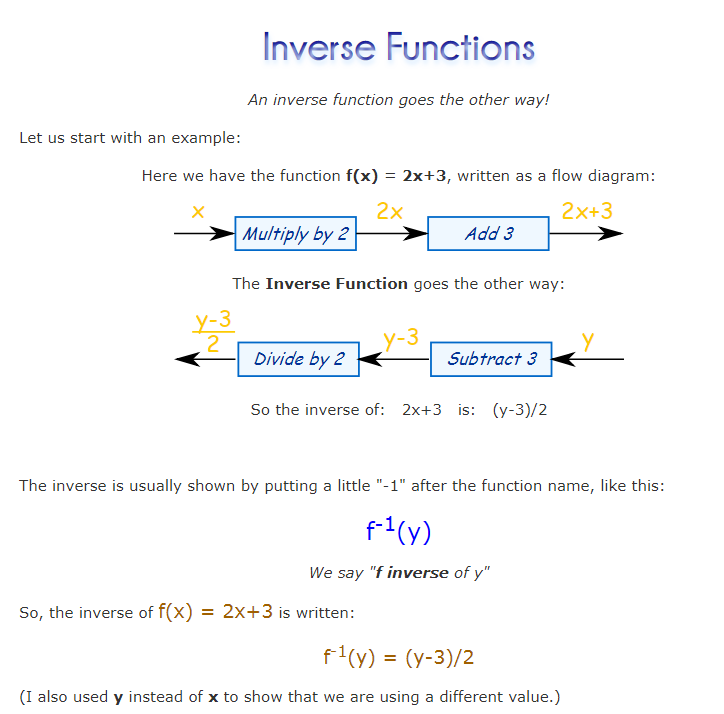 Inverse Functions
An inverse function goes the other way!
Let us start with an example:
Here we have the function f(x) = 2x+3, written as a flow diagram:
x 2x 2x+3
Multiply by 2 Add 3
The Inverse Function goes the other way:
y-3
2 y-3 y
Divide by 2 Subtract 3
So the inverse of: 2x+3 is: (y-3)/2
The inverse is usually shown by putting a little "-1" after the function name, like this:
f-1(y)
We say "f inverse of y"
So, the inverse of f(x) = 2x+3 is written:
f-1(y) = (y-3)/2
(I also used y instead of x to show that we are using a different value.)